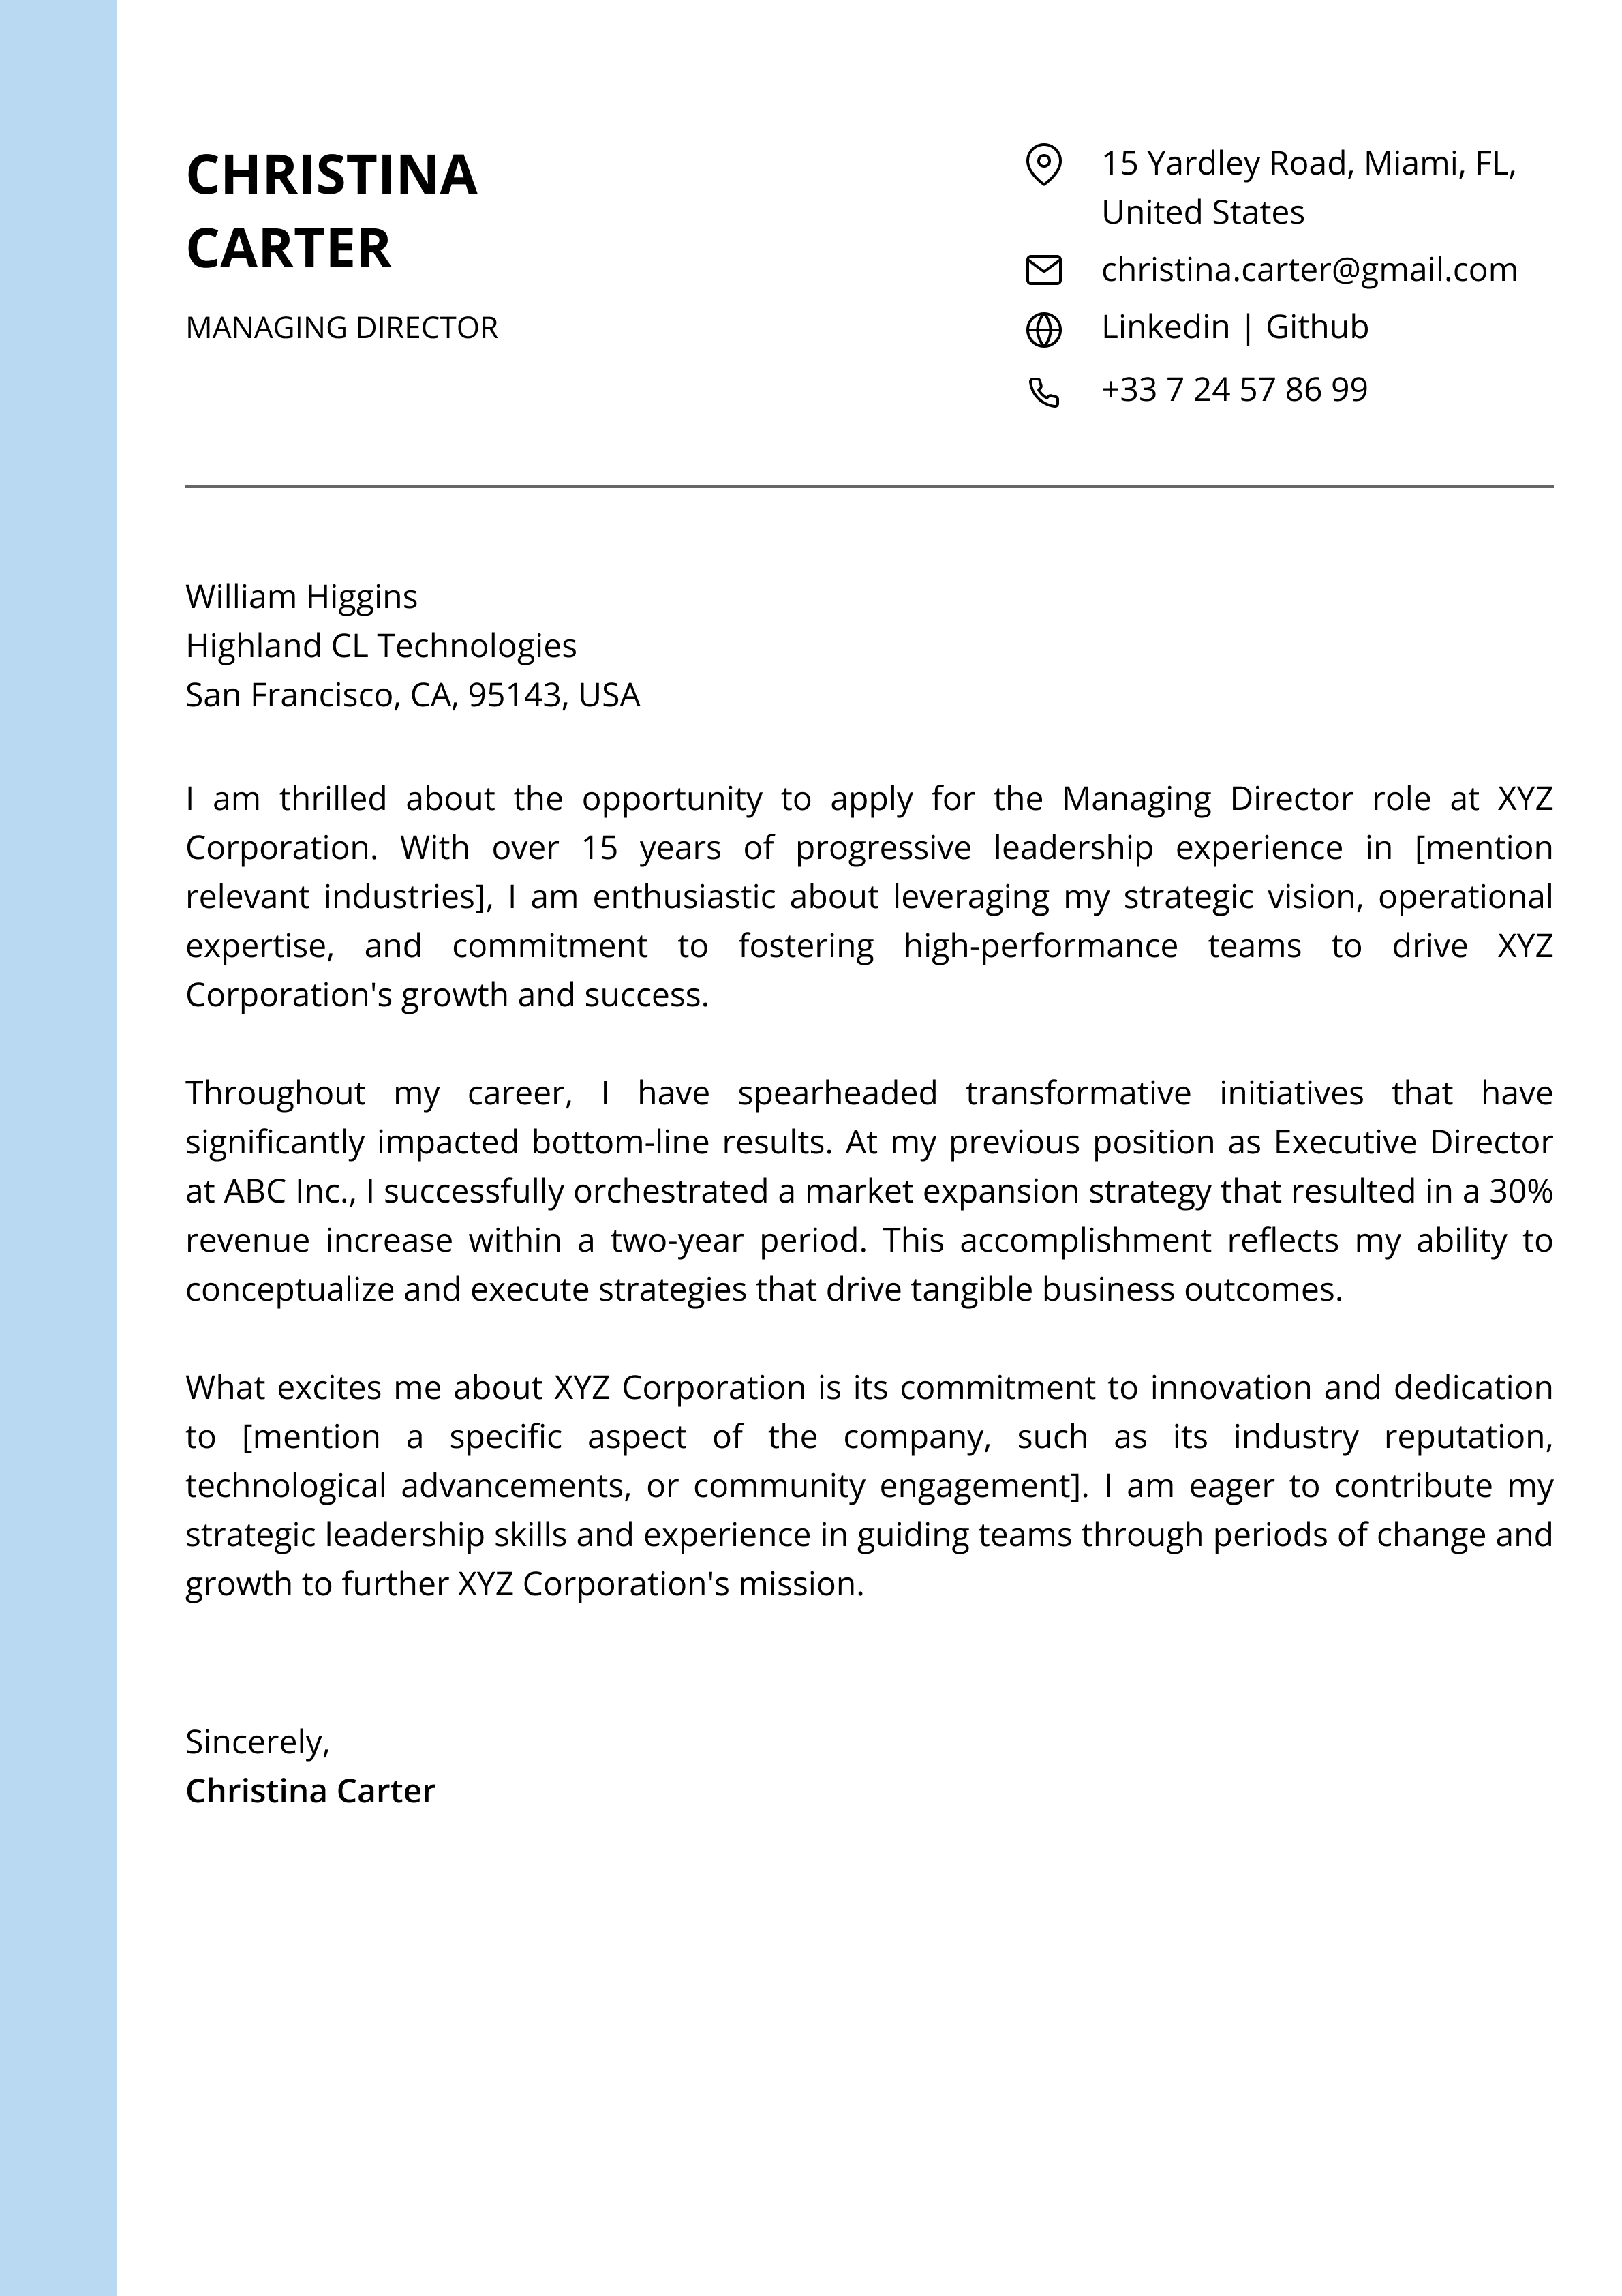 CHRISTINA
CARTER
MANAGING DIRECTOR
15 Yardley Road, Miami, FL,
United States
christina.carter@gmail.com
Linkedin | Github
+33 7 24 57 86 99
William Higgins
Highland CL Technologies
San Francisco, CA, 95143, USA
I am thrilled about the opportunity to apply for the Managing Director role at XYZ
Corporation. With over 15 years of progressive leadership experience in [mention
relevant industries], I am enthusiastic about leveraging my strategic vision, operational
expertise, and commitment to fostering high-performance teams to drive XYZ
Corporation's growth and success.
Throughout my career, I have spearheaded transformative initiatives that have
significantly impacted bottom-line results. At my previous position as Executive Director
at ABC Inc., I successfully orchestrated a market expansion strategy that resulted in a 30%
revenue increase within a two-year period. This accomplishment reflects my ability to
conceptualize and execute strategies that drive tangible business outcomes.
What excites me about XYZ Corporation is its commitment to innovation and dedication
to [mention a specific aspect of the company, such as its industry reputation,
technological advancements, or community engagement]. I am eager to contribute my
strategic leadership skills and experience in guiding teams through periods of change and
growth to further XYZ Corporation's mission.
Sincerely,
Christina Carter